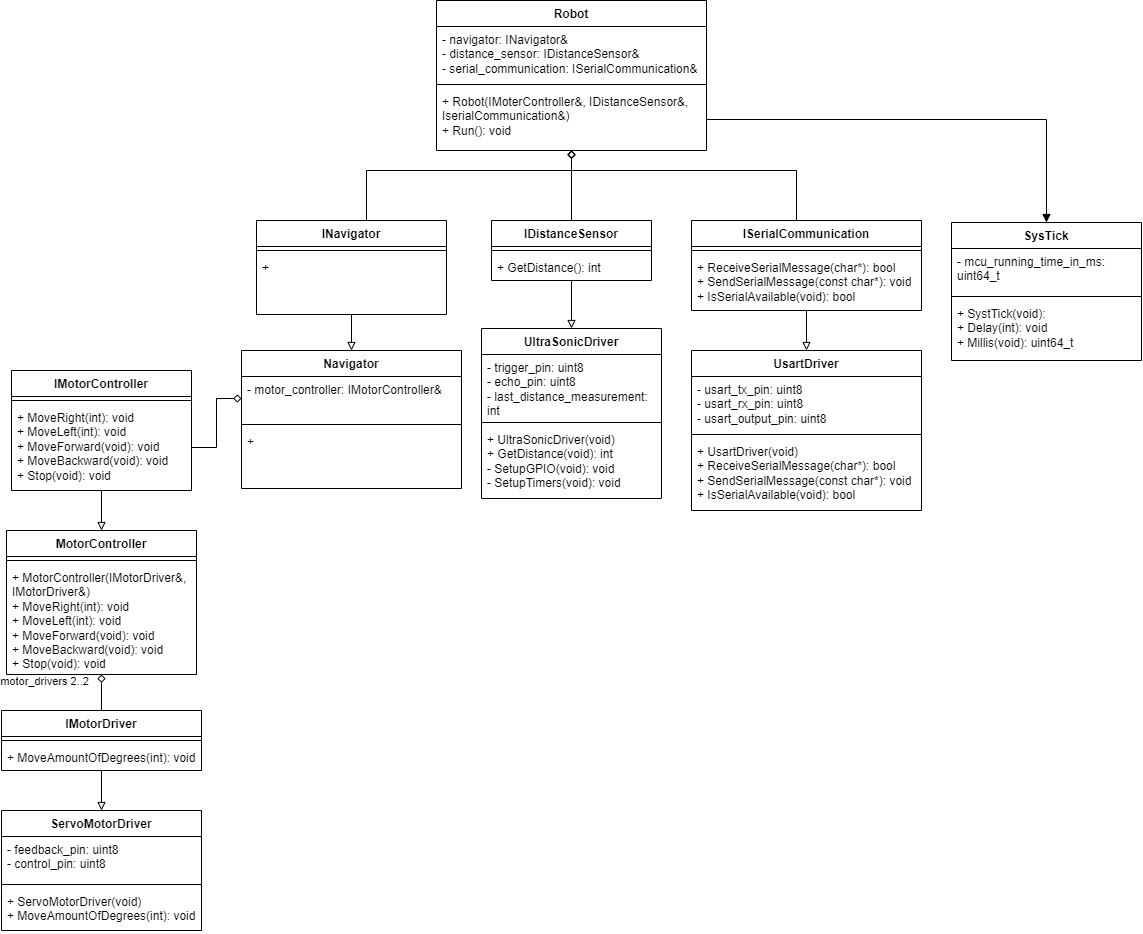 Robot
- navigator: INavigator&
- distance_sensor: IDistanceSensor&
- serial_communication: ISerialCommunication&
+ Robot(IMoterController&, IDistanceSensor&,
IserialCommunication&)
+ Run(): void
INavigator
+
IDistanceSensor
+ GetDistance(): int
ISerialCommunication
+ ReceiveSerialMessage(char*): bool
+ SendSerialMessage(const char*): void
+ IsSerialAvailable(void): bool
SysTick
- mcu_running_time_in_ms:
uint64_t
+ SystTick(void):
+ Delay(int): void
+ Millis(void): uint64_t
IMotorController
+ MoveRight(int): void
+ MoveLeft(int): void
+ MoveForward(void): void
+ MoveBackward(void): void
+ Stop(void): void
Navigator
- motor_controller: IMotorController&
+
UltraSonicDriver
- trigger_pin: uint8
- echo_pin: uint8
- last_distance_measurement:
int
+ UltraSonicDriver(void)
+ GetDistance(void): int
- SetupGPIO(void): void
- SetupTimers(void): void
UsartDriver
- usart_tx_pin: uint8
- usart_rx_pin: uint8
- usart_output_pin: uint8
+ UsartDriver(void)
+ ReceiveSerialMessage(char*): bool
+ SendSerialMessage(const char*): void
+ IsSerialAvailable(void): bool
MotorController
+ MotorController(IMotorDriver&,
IMotorDriver&)
+ MoveRight(int): void
+ MoveLeft(int): void
+ MoveForward(void): void
+ MoveBackward(void): void
+ Stop(void): void
motor_drivers 2..2
IMotorDriver
+ MoveAmountOfDegrees(int): void
ServoMotorDriver
- feedback_pin: uint8
- control_pin: uint8
+ ServoMotorDriver(void)
+ MoveAmountOfDegrees(int): void